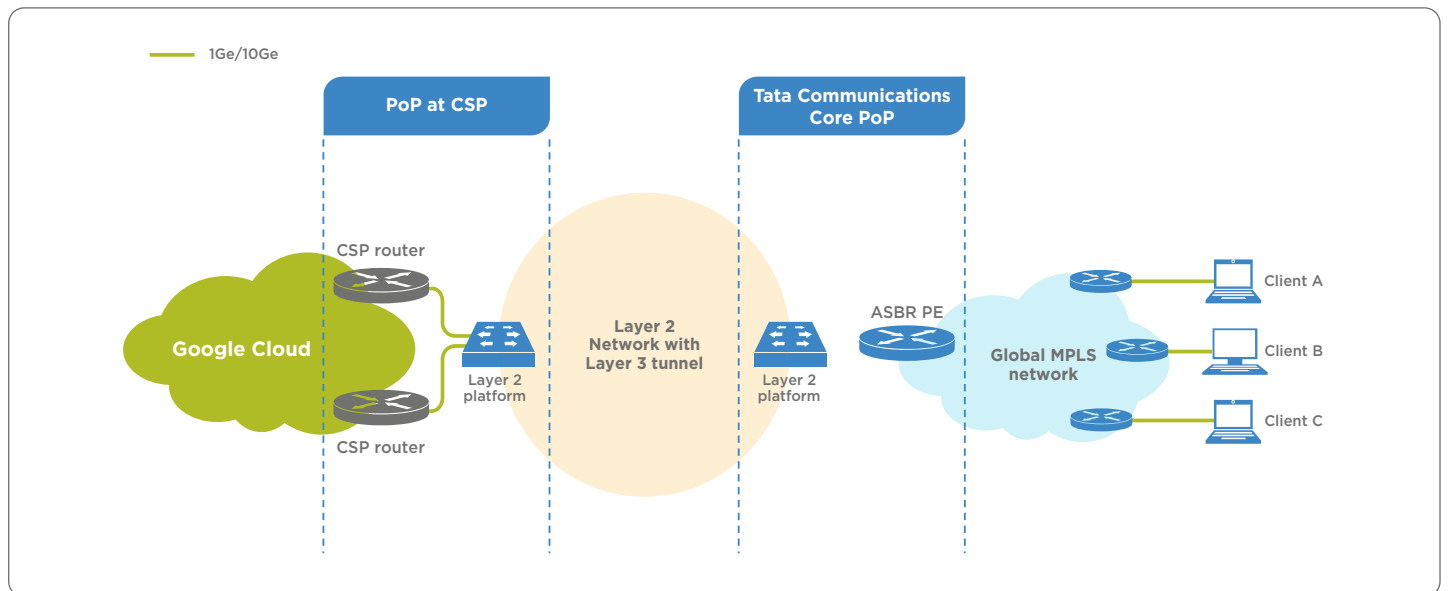 1Ge/10Ge
PoP at CSP
Tata Communications
Core PoP
CSP router
Google Cloud
CSP router
Layer 2
platform
Layer 2
Network with
Layer 3 tunnel
Layer 2
platform
ASBR PE
Global MPLS
network
Client A
Client B
Client C